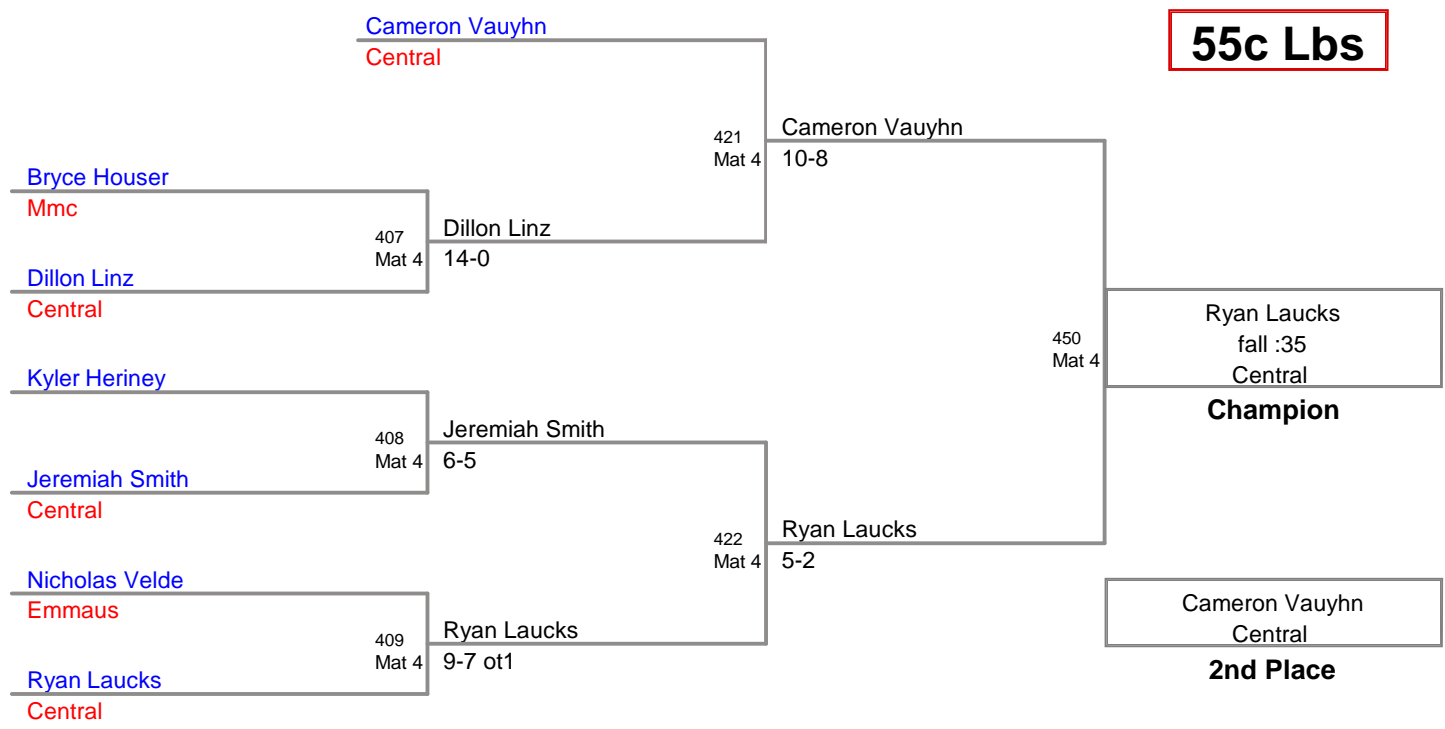 Cameron Vauyhn
Central
55c Lbs
421
Mat 4
Cameron Vauyhn
10-8
Bryce Houser
Mmc
407
Mat 4
Dillon Linz
14-0
Dillon Linz
Central
Ryan Laucks
fall :35
Central
Champion
450
Mat 4
Kyler Heriney
408
Mat 4
Jeremiah Smith
6-5
Jeremiah Smith
Central
422
Mat 4
Ryan Laucks
5-2
Nicholas Velde
Emmaus
409
Mat 4
Ryan Laucks
9-7 ot1
Ryan Laucks
Central
Cameron Vauyhn
Central
2nd Place